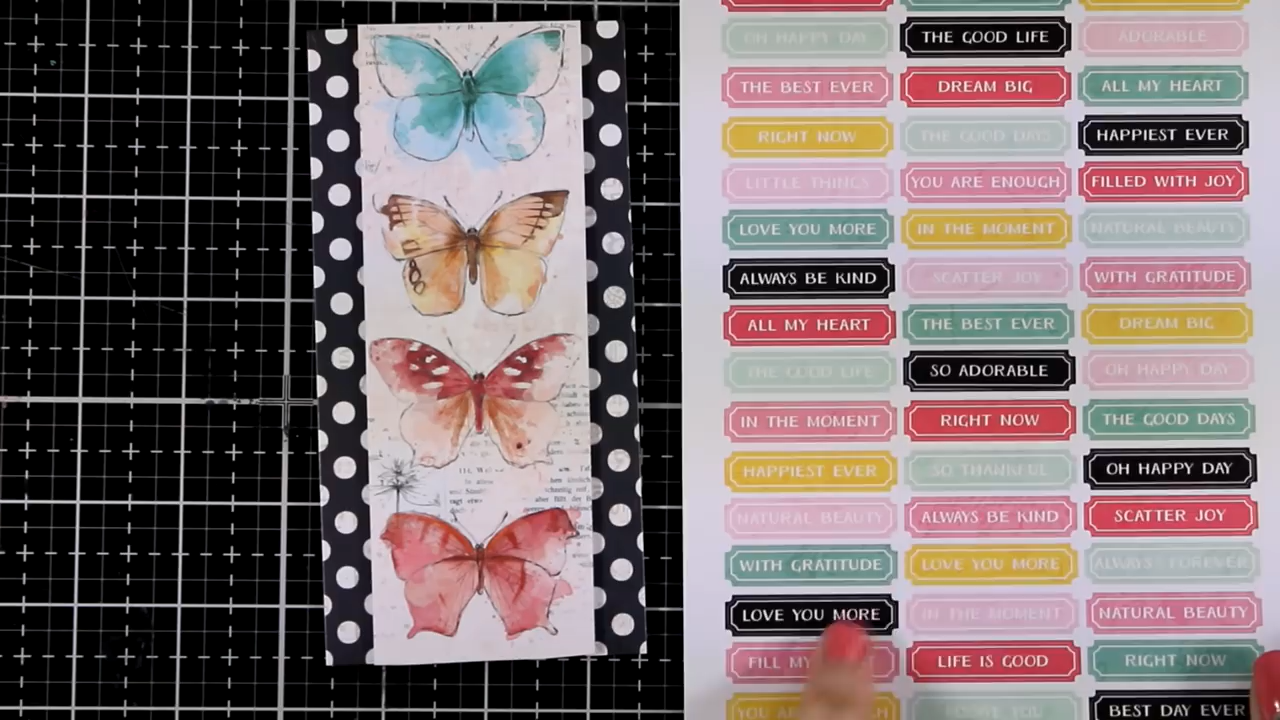 OH HAPPY DAY THE GOOD LIFE ADORABLE
THE BEST EVER DREAM BIG ALL MY HEART
RIGHT NOW THE GOOD DAYS HAPPIEST EVER
LITTLE THINGS YOU ARE ENOUGH FILLED WITH JOY
LOVE YOU MORE IN THE MOMENT NATURAL BEAUTY
ALWAYS BE KIND SCATTER JOY WITH GRATITUDE
ALL MY HEART THE BEST EVER DREAM BIG
THE GOOD LIFE SO ADORABLE OH HAPPY DAY
IN THE MOMENT RIGHT NOW THE GOOD DAYS
HAPPIEST EVER SO THANKFUL OH HAPPY DAY
NATURAL BEAUTY ALWAYS BE KIND SCATTER JOY
WITH GRATITUDE LOVE YOU MORE ALWAYS & FOREVER
LOVE YOU MORE IN THE MOMENT NATURAL BEAUTY
FILL MY LIFE IS GOOD RIGHT NOW
YOU ARE BEST DAY EVER